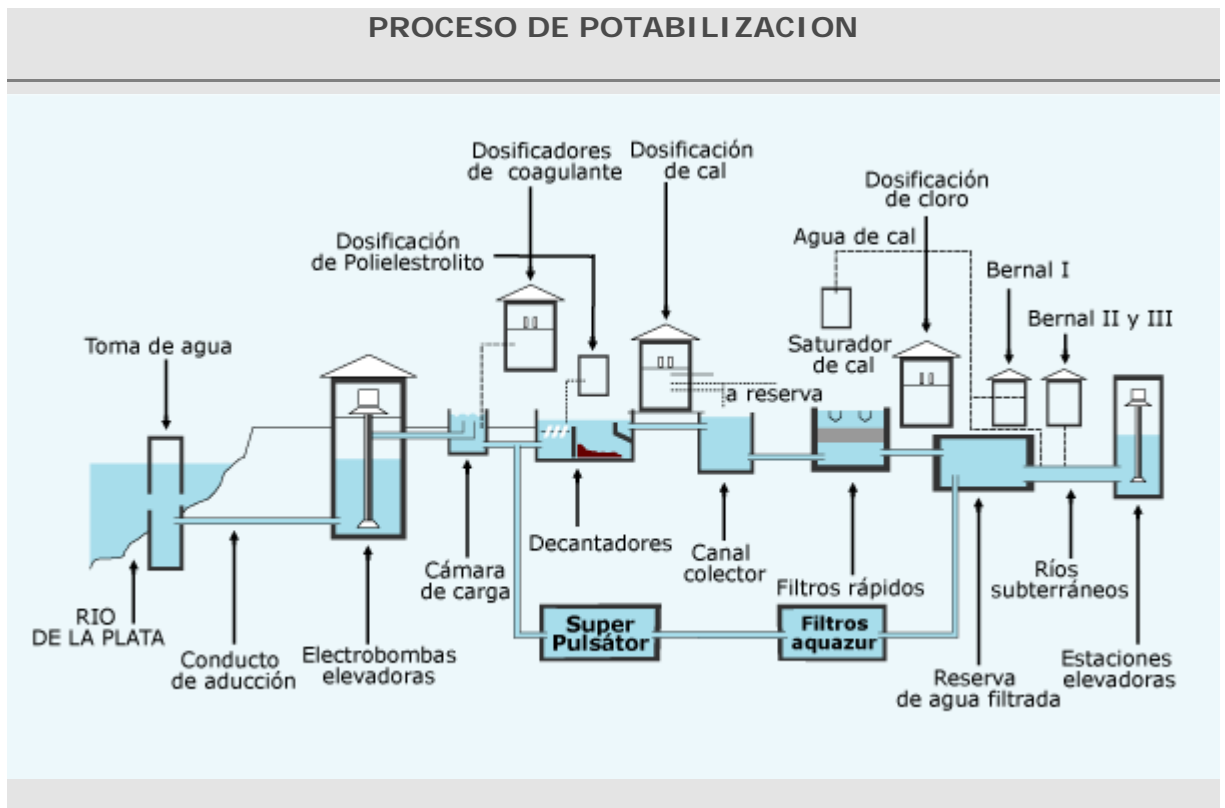 PROCESO DE POTABILIZACION
Dosificadores
de coagulante
Dosificación
de cal
Dosificación
de cloro
Dosificación
de Polielestrolito
Agua de cal
Bernal I
Bernal II y III
Toma de agua
Saturador
de cal
a reserva
Decantadores
Canal
colector
Cámara
de carga
Filtros rápidos
Ríos
subterráneos
RIO
DE LA PLATA
Conducto
de aducción
Electrobombas
elevadoras
Super
Pulsátor
Filtros
aquazur
Reserva
de agua filtrada
Estaciones
elevadoras